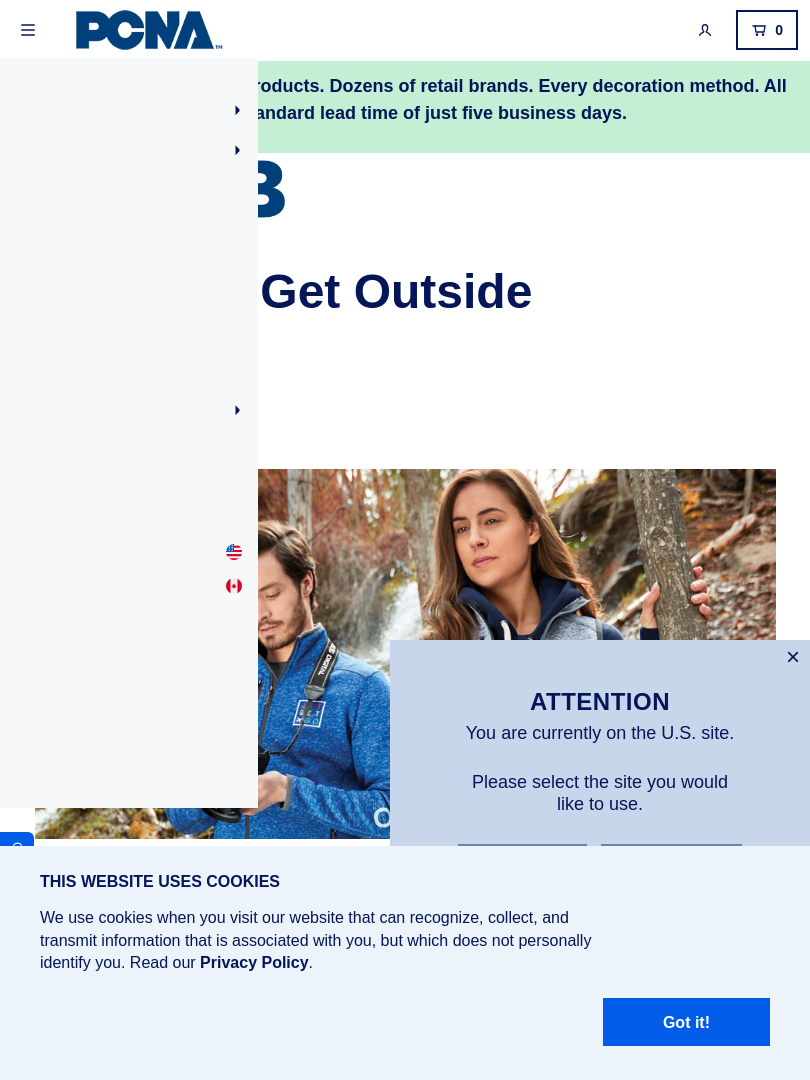 PCNA™
0
roducts. Dozens of retail brands. Every decoration method. All
andard lead time of just five business days.
Get Outside
ATTENTION
You are currently on the U.S. site.
Please select the site you would
like to use.
THIS WEBSITE USES COOKIES
We use cookies when you visit our website that can recognize, collect, and
transmit information that is associated with you, but which does not personally
identify you. Read our Privacy Policy.
Got it!